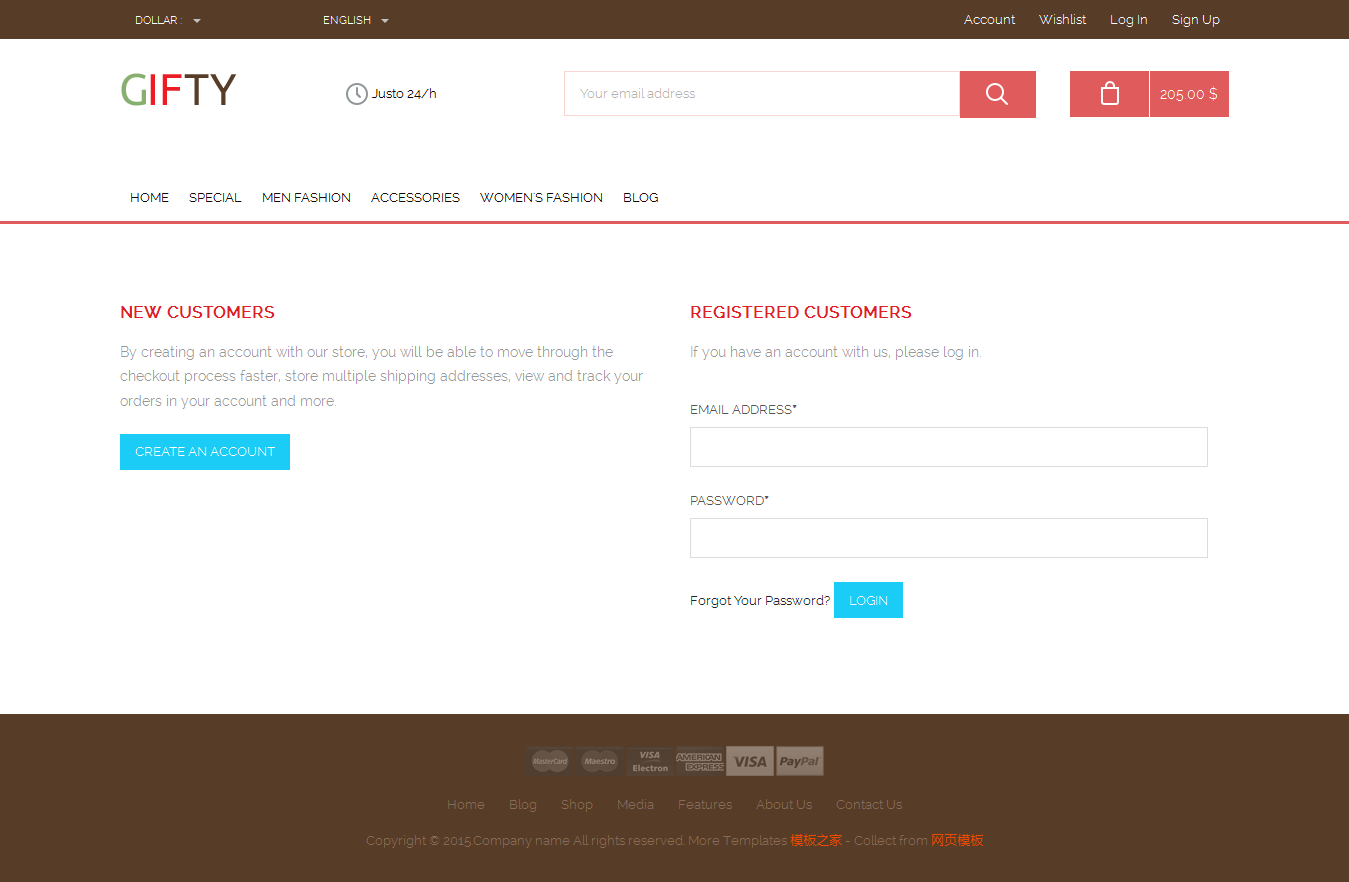 DOLLAR :
ENGLISH
Account Wishlist Log In Sign Up
GIFTY
Justo 24/h
Your email address
205.00 $
HOME SPECIAL MEN FASHION ACCESSORIES WOMEN'S FASHION BLOG
NEW CUSTOMERS
By creating an account with our store, you will be able to move through the
checkout process faster, store multiple shipping addresses, view and track your
orders in your account and more.
CREATE AN ACCOUNT
REGISTERED CUSTOMERS
If you have an account with us, please log in.
EMAIL ADDRESS*
PASSWORD*
Forgot Your Password? LOGIN
MasterCard Maestro VISA Electron AMERICAN EXPRESS VISA PayPal
Home Blog Shop Media Features About Us Contact Us
Copyright © 2015.Company name All rights reserved. More Templates 模板之家 - Collect from 网页模板